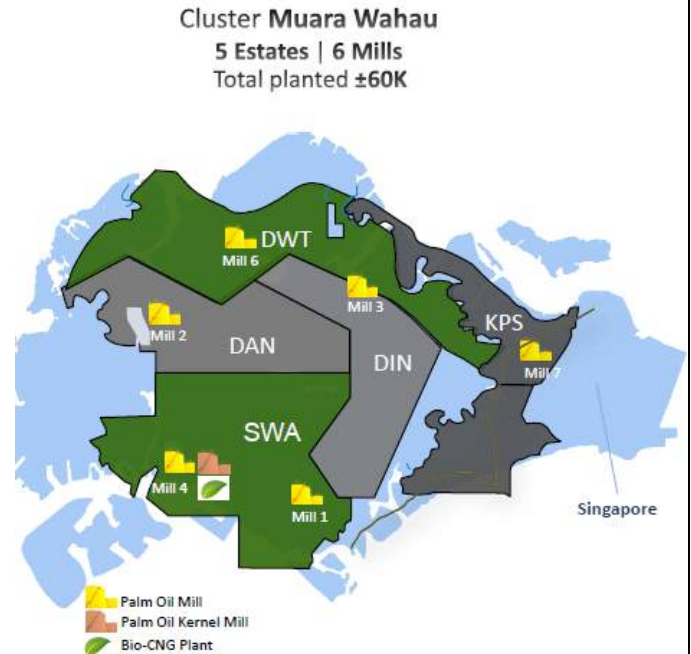 Cluster Muara Wahau
5 Estates | 6 Mills
Total planted ±60K
DWT
Mill 6
Mill 3
Mill 2
DAN
DIN
KPS
Mill 7
SWA
Mill 4
Mill 1
Singapore
Palm Oil Mill
Palm Oil Kernel Mill
Bio-CNG Plant